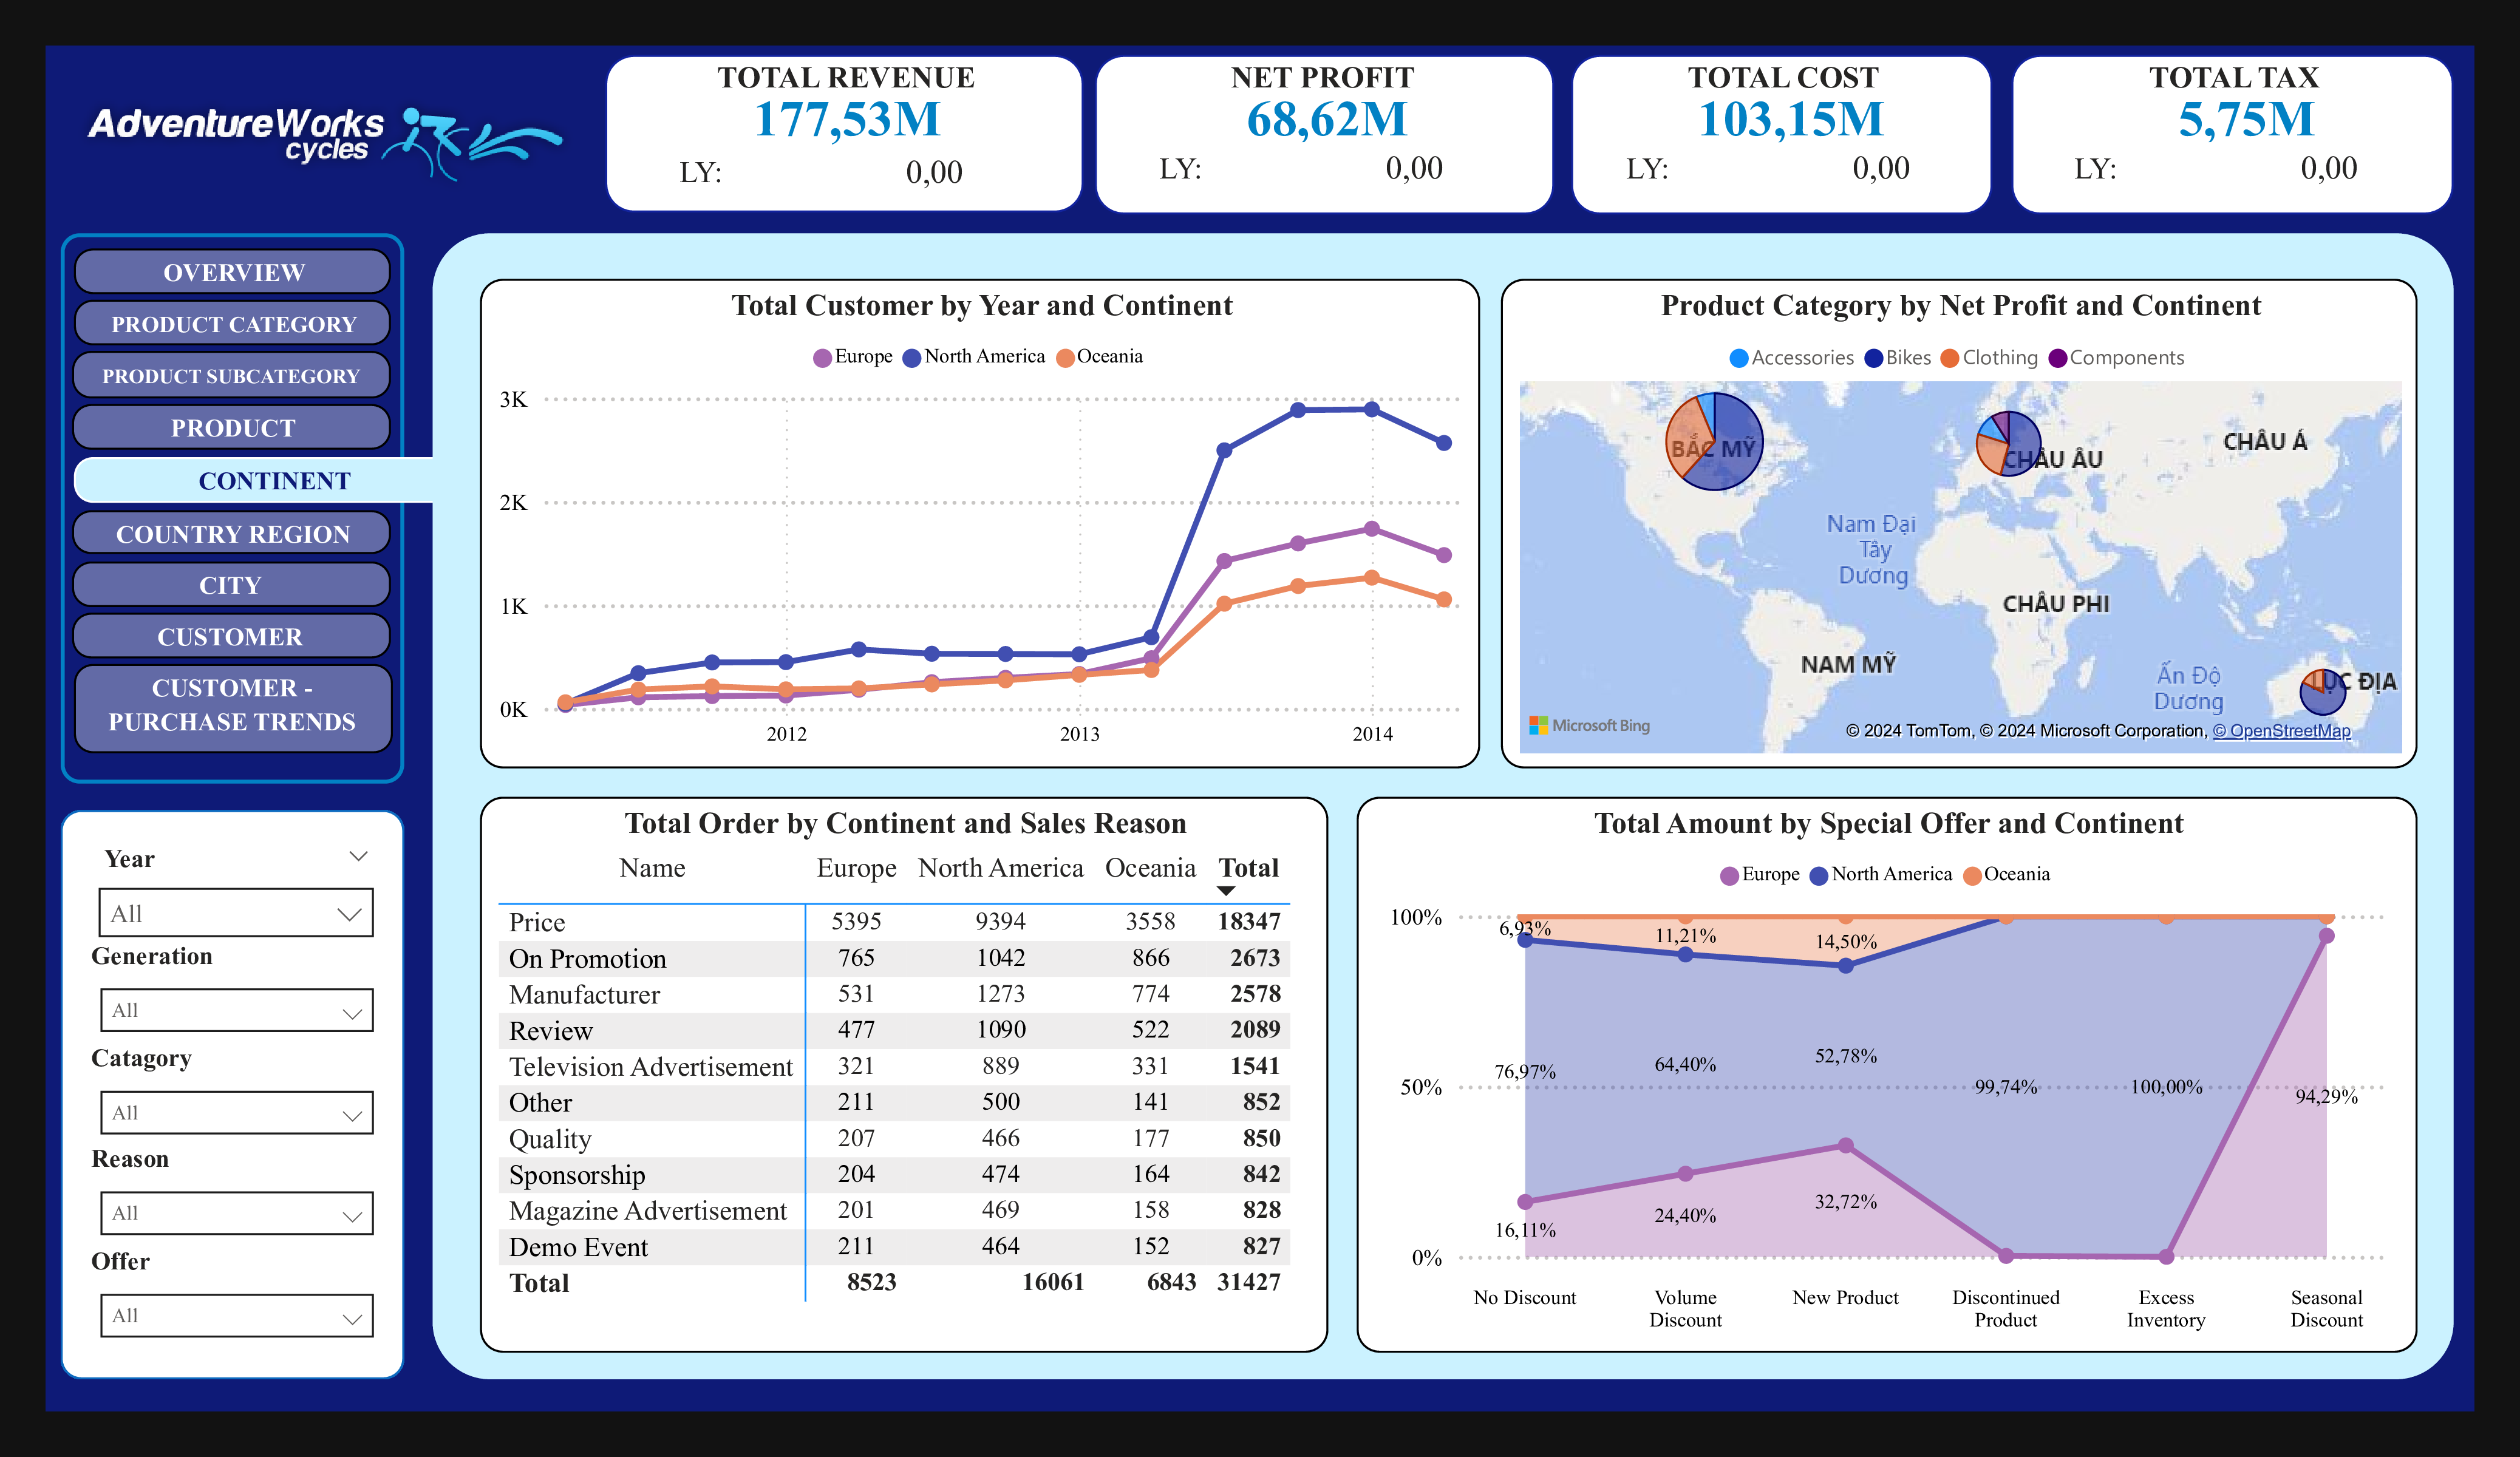 AdventureWorks
cycles
TOTAL REVENUE
177,53M
LY: 0,00
NET PROFIT
68,62M
LY: 0,00
TOTAL COST
103,15M
LY: 0,00
TOTAL TAX
5,75M
LY: 0,00
OVERVIEW
PRODUCT CATEGORY
PRODUCT SUBCATEGORY
PRODUCT
CONTINENT
COUNTRY REGION
CITY
CUSTOMER
CUSTOMER -
PURCHASE TRENDS
Year
All
Generation
All
Catagory
All
Reason
All
Offer
All
Total Customer by Year and Continent
Europe North America Oceania
3K
2K
1K
0K
2012 2013 2014
Product Category by Net Profit and Continent
Accessories Bikes Clothing Components
BẮC MỸ
CHÂU ÂU
CHÂU Á
Nam Đại
Tây
Dương
CHÂU PHI
NAM MỸ
Ấn Độ
Dương
LỤC ĐỊA
Microsoft Bing
© 2024 TomTom, © 2024 Microsoft Corporation, © OpenStreetMap
Total Order by Continent and Sales Reason
Name Europe North America Oceania Total
Price 5395 9394 3558 18347
On Promotion 765 1042 866 2673
Manufacturer 531 1273 774 2578
Review 477 1090 522 2089
Television Advertisement 321 889 331 1541
Other 211 500 141 852
Quality 207 466 177 850
Sponsorship 204 474 164 842
Magazine Advertisement 201 469 158 828
Demo Event 211 464 152 827
Total 8523 16061 6843 31427
Total Amount by Special Offer and Continent
Europe North America Oceania
100%
50%
0%
6,93% 11,21% 14,50%
76,97% 64,40% 52,78% 99,74% 100,00% 94,29%
16,11% 24,40% 32,72%
No Discount
Volume
Discount
New Product
Discontinued
Product
Excess
Inventory
Seasonal
Discount